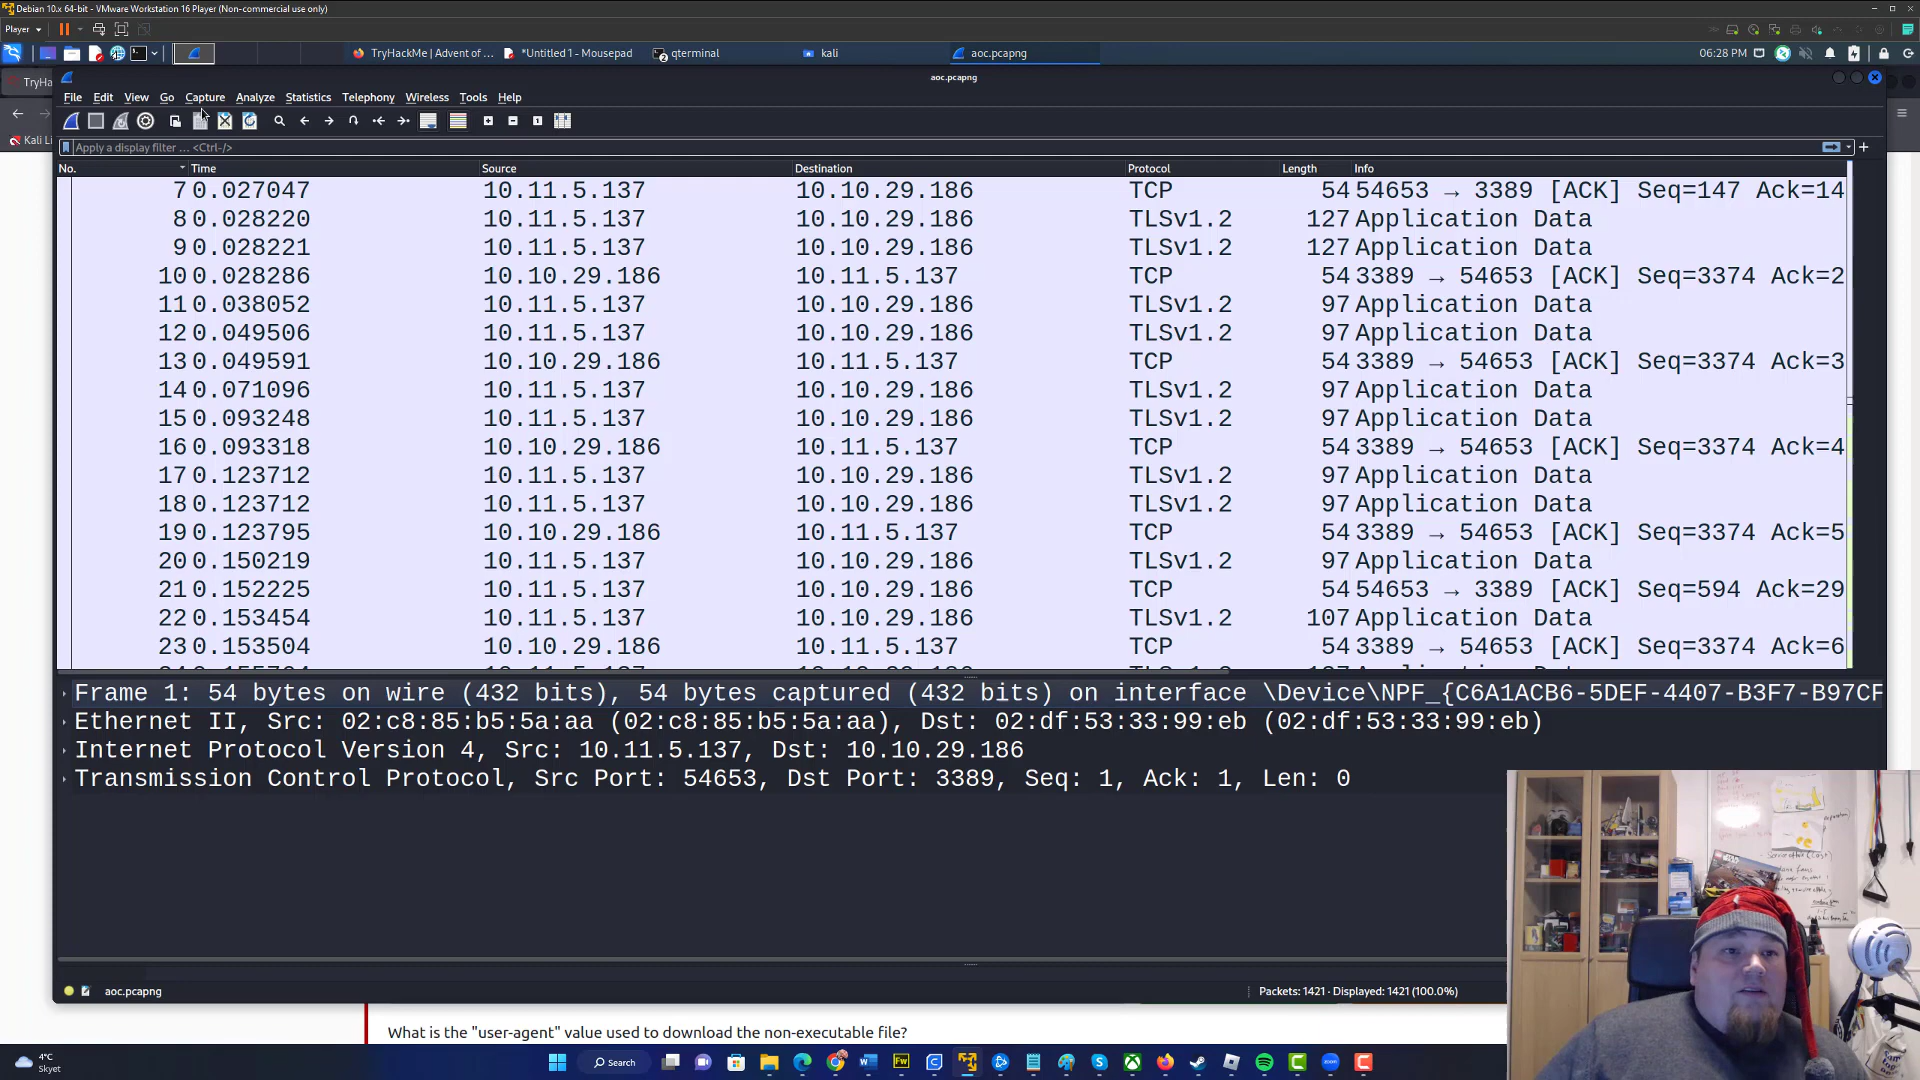 Debian 10.x 64-bit - VMware Workstation 16 Player (Non-commercial use only)
Player
TryHackMe | Advent of ...
*Untitled 1 - Mousepad
qterminal
kali
aoc.pcapng
06:28 PM
TryHa
aoc.pcapng
File Edit View Go Capture Analyze Statistics Telephony Wireless Tools Help
Kali Li
Apply a display filter ... <Ctrl-/>
No. Time Source Destination Protocol Length Info
7 0.027047 10.11.5.137 10.10.29.186 TCP 54 54653 → 3389 [ACK] Seq=147 Ack=14
8 0.028220 10.11.5.137 10.10.29.186 TLSv1.2 127 Application Data
9 0.028221 10.11.5.137 10.10.29.186 TLSv1.2 127 Application Data
10 0.028286 10.10.29.186 10.11.5.137 TCP 54 3389 → 54653 [ACK] Seq=3374 Ack=2
11 0.038052 10.11.5.137 10.10.29.186 TLSv1.2 97 Application Data
12 0.049506 10.11.5.137 10.10.29.186 TLSv1.2 97 Application Data
13 0.049591 10.10.29.186 10.11.5.137 TCP 54 3389 → 54653 [ACK] Seq=3374 Ack=3
14 0.071096 10.11.5.137 10.10.29.186 TLSv1.2 97 Application Data
15 0.093248 10.11.5.137 10.10.29.186 TLSv1.2 97 Application Data
16 0.093318 10.10.29.186 10.11.5.137 TCP 54 3389 → 54653 [ACK] Seq=3374 Ack=4
17 0.123712 10.11.5.137 10.10.29.186 TLSv1.2 97 Application Data
18 0.123712 10.11.5.137 10.10.29.186 TLSv1.2 97 Application Data
19 0.123795 10.10.29.186 10.11.5.137 TCP 54 3389 → 54653 [ACK] Seq=3374 Ack=5
20 0.150219 10.11.5.137 10.10.29.186 TLSv1.2 97 Application Data
21 0.152225 10.11.5.137 10.10.29.186 TCP 54 54653 → 3389 [ACK] Seq=594 Ack=29
22 0.153454 10.11.5.137 10.10.29.186 TLSv1.2 107 Application Data
23 0.153504 10.10.29.186 10.11.5.137 TCP 54 3389 → 54653 [ACK] Seq=3374 Ack=6
Frame 1: 54 bytes on wire (432 bits), 54 bytes captured (432 bits) on interface \Device\NPF_{C6A1ACB6-5DEF-4407-B3F7-B97CF
Ethernet II, Src: 02:c8:85:b5:5a:aa (02:c8:85:b5:5a:aa), Dst: 02:df:53:33:99:eb (02:df:53:33:99:eb)
Internet Protocol Version 4, Src: 10.11.5.137, Dst: 10.10.29.186
Transmission Control Protocol, Src Port: 54653, Dst Port: 3389, Seq: 1, Ack: 1, Len: 0
aoc.pcapng
Packets: 1421 · Displayed: 1421 (100.0%)
What is the "user-agent" value used to download the non-executable file?
4°C
Skyet
Search